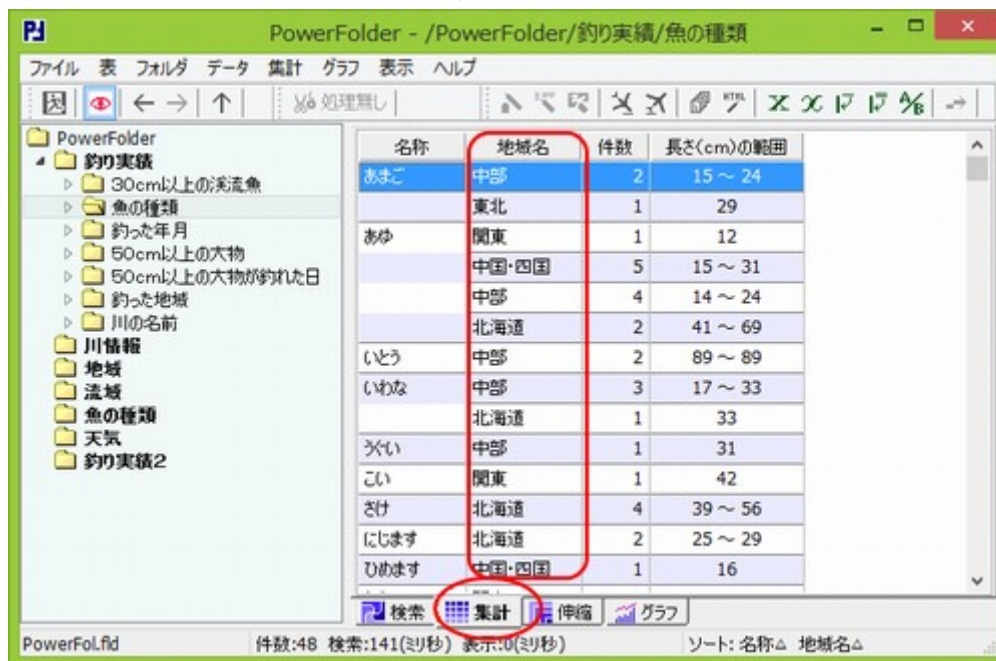 PowerFolder - /PowerFolder/釣り実績/魚の種類
ファイル 表 フォルダ データ 集計 グラフ 表示 ヘルプ
処理無し
HTML A/B
PowerFolder
釣り実績
30cm以上の渓流魚
魚の種類
釣った年月
50cm以上の大物
50cm以上の大物が釣れた日
釣った地域
川の名前
川情報
地域
流域
魚の種類
天気
釣り実績2
名称 地域名 件数 長さ(cm)の範囲
あまご 中部 2 15 ～ 24
東北 1 29
あゆ 関東 1 12
中国・四国 5 15 ～ 31
中部 4 14 ～ 24
北海道 2 41 ～ 69
いとう 中部 2 89 ～ 89
いわな 中部 3 17 ～ 33
北海道 1 33
うぐい 中部 1 31
こい 関東 1 42
さけ 北海道 4 39 ～ 56
にじます 北海道 2 25 ～ 29
ひめます 中国・四国 1 16
検索 集計 伸縮 グラフ
PowerFol.fld 件数:48 検索:141(ミリ秒) 表示:0(ミリ秒) ソート: 名称△ 地域名△